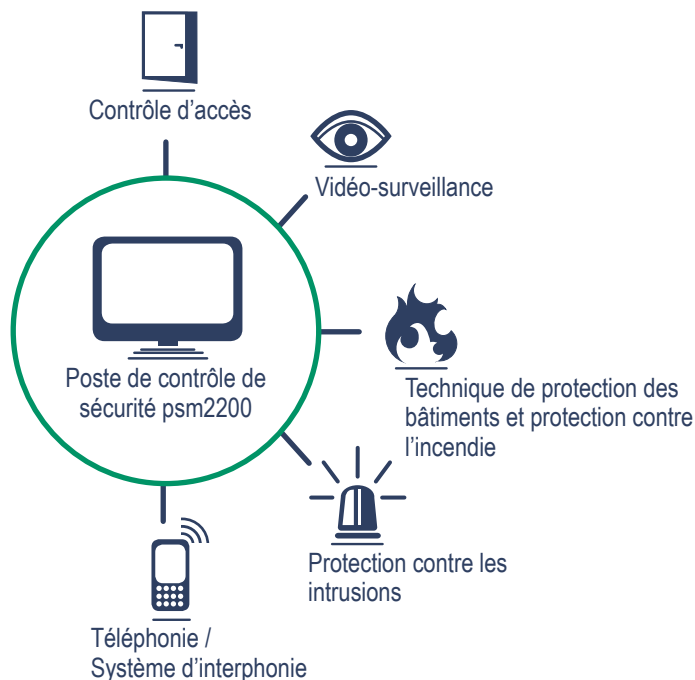 Contrôle d'accès
Vidéo-surveillance
Poste de contrôle de
sécurité psm2200
Technique de protection des
bâtiments et protection contre
l'incendie
Protection contre les
intrusions
Téléphonie /
Système d'interphonie